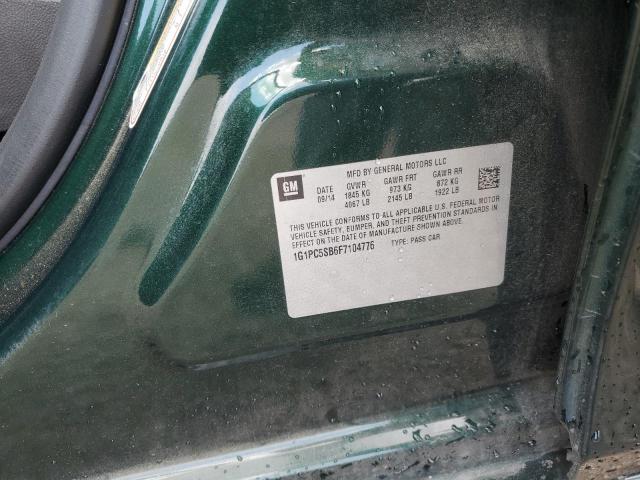 MFD BY GENERAL MOTORS LLC
GM DATE GVWR GAWR FRT GAWR RR
09/14 1845 KG 973 KG 872 KG
4067 LB 2145 LB 1922 LB
THIS VEHICLE CONFORMS TO ALL APPLICABLE U.S. FEDERAL MOTOR
VEHICLE SAFETY, BUMPER, AND THEFT PREVENTION STANDARDS IN
EFFECT ON THE DATE OF MANUFACTURE SHOWN ABOVE.
1G1PC5SB6F7104776 TYPE: PASS CAR